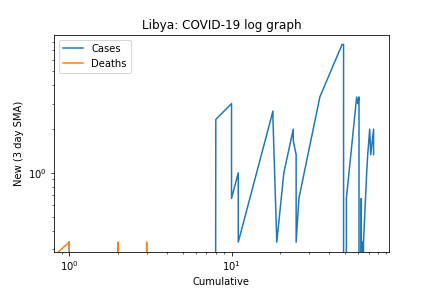 Libya: COVID-19 log graph
Cases
Deaths
New (3 day SMA)
10⁰
10⁰
10¹
Cumulative